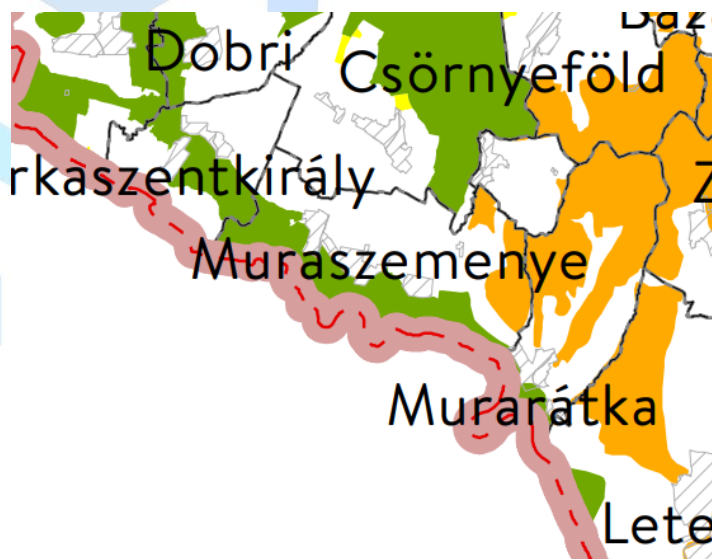 Dobri
Csörnyeföld
rkaszentkirály
Muraszemenye
Murarátka
Lete